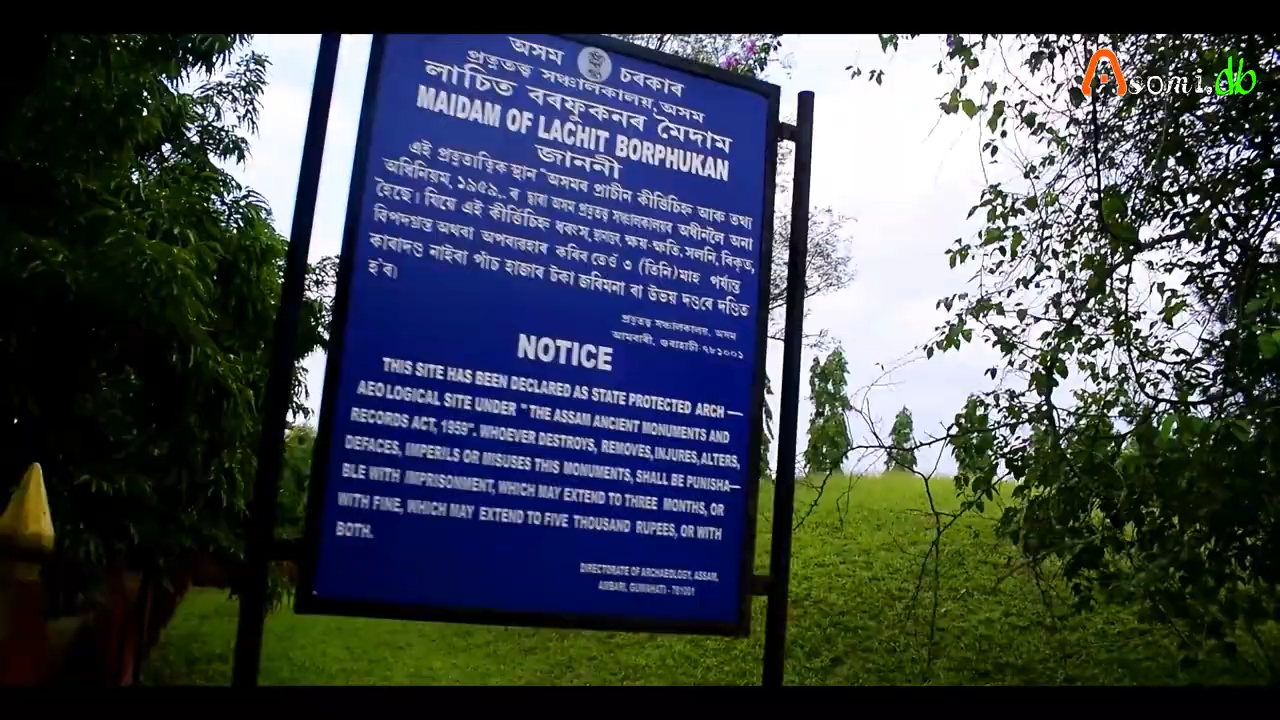 অসম চৰকাৰ
প্ৰত্নতত্ব সঞ্চালকালয়, অসম
লাচিত বৰফুকনৰ মৈদাম
MAIDAM OF LACHIT BORPHUKAN
জাননী
এই প্ৰত্নতাত্বিক স্থান "অসমৰ প্ৰাচীন কীৰ্ত্তিচিহ্ন আৰু তথ্য
অধিনিয়ম, ১৯৫৯, ৰ দ্বাৰা অসম প্ৰত্নতত্ব সঞ্চালকালয়ৰ অধীনলৈ অনা
হৈছে। যিয়ে এই কীৰ্ত্তিচিহ্ন ধ্বংস, স্থানান্তৰ, ক্ষয়-ক্ষতি, সলনি, বিকৃত,
বিপদগ্ৰস্ত অথবা অপব্যৱহাৰ কৰিব তেওঁ ৩ (তিনি) মাহ পৰ্য্যন্ত
কাৰাদণ্ড নাইবা পাঁচ হাজাৰ টকা জৰিমনা বা উভয় দণ্ডৰে দণ্ডিত
হ'ব।
প্ৰত্নতত্ব সঞ্চালকালয়, অসম
আমবাৰী, গুৱাহাটী-৭৮১০০১
NOTICE
THIS SITE HAS BEEN DECLARED AS STATE PROTECTED ARCH —
AEOLOGICAL SITE UNDER "THE ASSAM ANCIENT MONUMENTS AND
RECORDS ACT, 1959". WHOEVER DESTROYS, REMOVES, INJURES, ALTERS,
DEFACES, IMPERILS OR MISUSES THIS MONUMENTS, SHALL BE PUNISHA—
BLE WITH IMPRISONMENT, WHICH MAY EXTEND TO THREE MONTHS, OR
WITH FINE, WHICH MAY EXTEND TO FIVE THOUSAND RUPEES, OR WITH
BOTH.
DIRECTORATE OF ARCHAEOLOGY, ASSAM,
AMBARI, GUWAHATI - 781001
Asomi.db